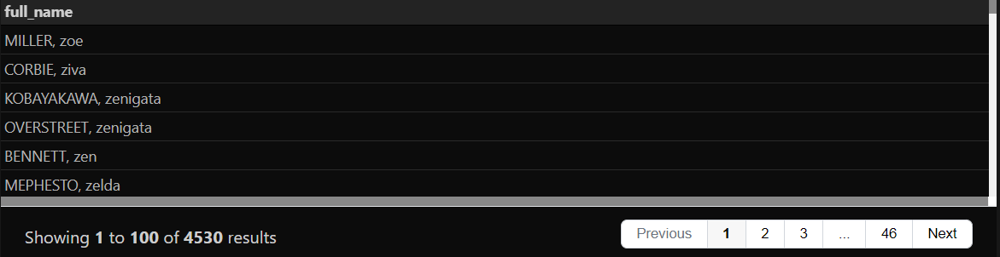 full_name
MILLER, zoe
CORBIE, ziva
KOBAYAKAWA, zenigata
OVERSTREET, zenigata
BENNETT, zen
MEPHESTO, zelda
Showing 1 to 100 of 4530 results
Previous 1 2 3 ... 46 Next